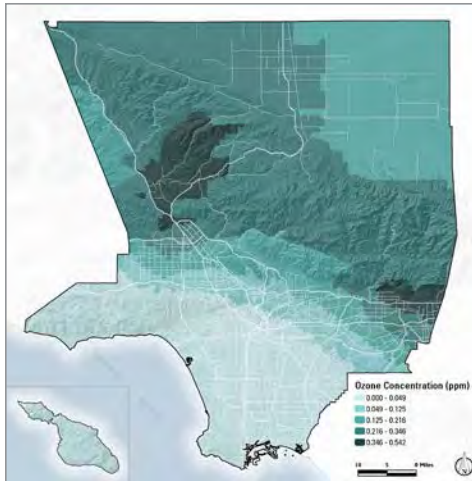 Ozone Concentration (ppm)
0.000 - 0.049
0.049 - 0.125
0.125 - 0.216
0.216 - 0.346
0.346 - 0.542
10 5 0 Miles